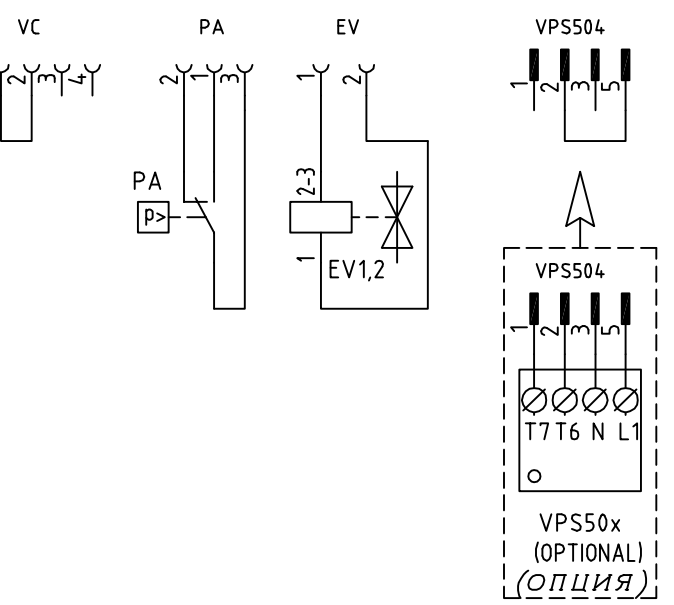 VC PA EV VPS504
2 3 4 2 1 3 1 2 1 2 3 5
PA
p>
2-3
1
EV1,2
VPS504
1 2 3 5
T7 T6 N L1
VPS50x
(OPTIONAL)
(ОПЦИЯ)